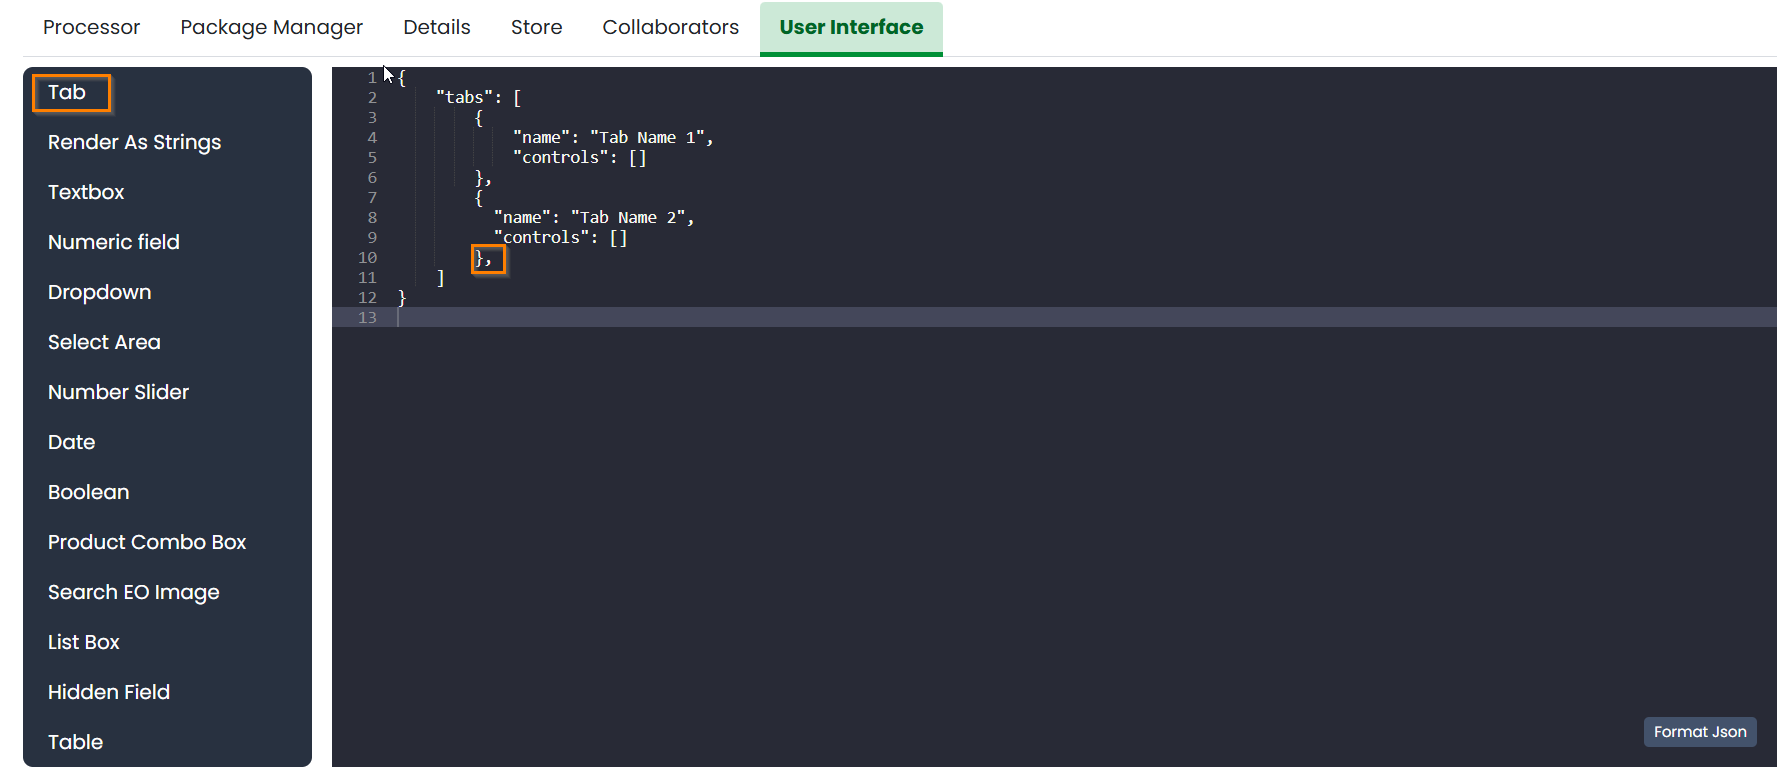 Processor Package Manager Details Store Collaborators User Interface
Tab
Render As Strings
Textbox
Numeric field
Dropdown
Select Area
Number Slider
Date
Boolean
Product Combo Box
Search EO Image
List Box
Hidden Field
Table
1 {
2 "tabs": [
3 {
4 "name": "Tab Name 1",
5 "controls": []
6 },
7 {
8 "name": "Tab Name 2",
9 "controls": []
10 },
11 ]
12 }
13
Format Json